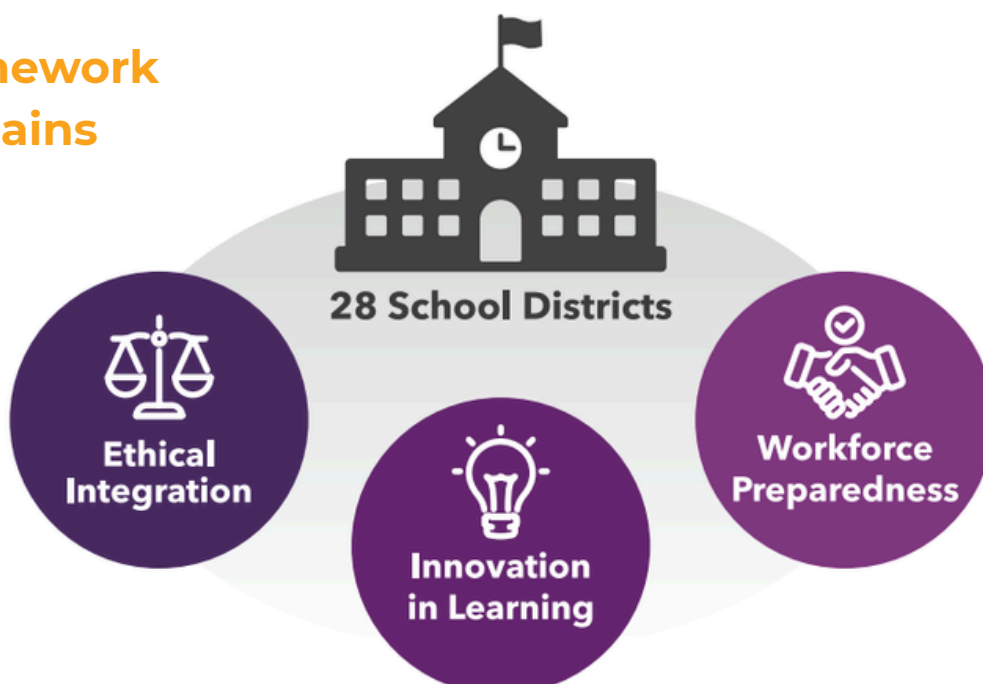 nework
ains
28 School Districts
Ethical
Integration
Innovation
in Learning
Workforce
Preparedness